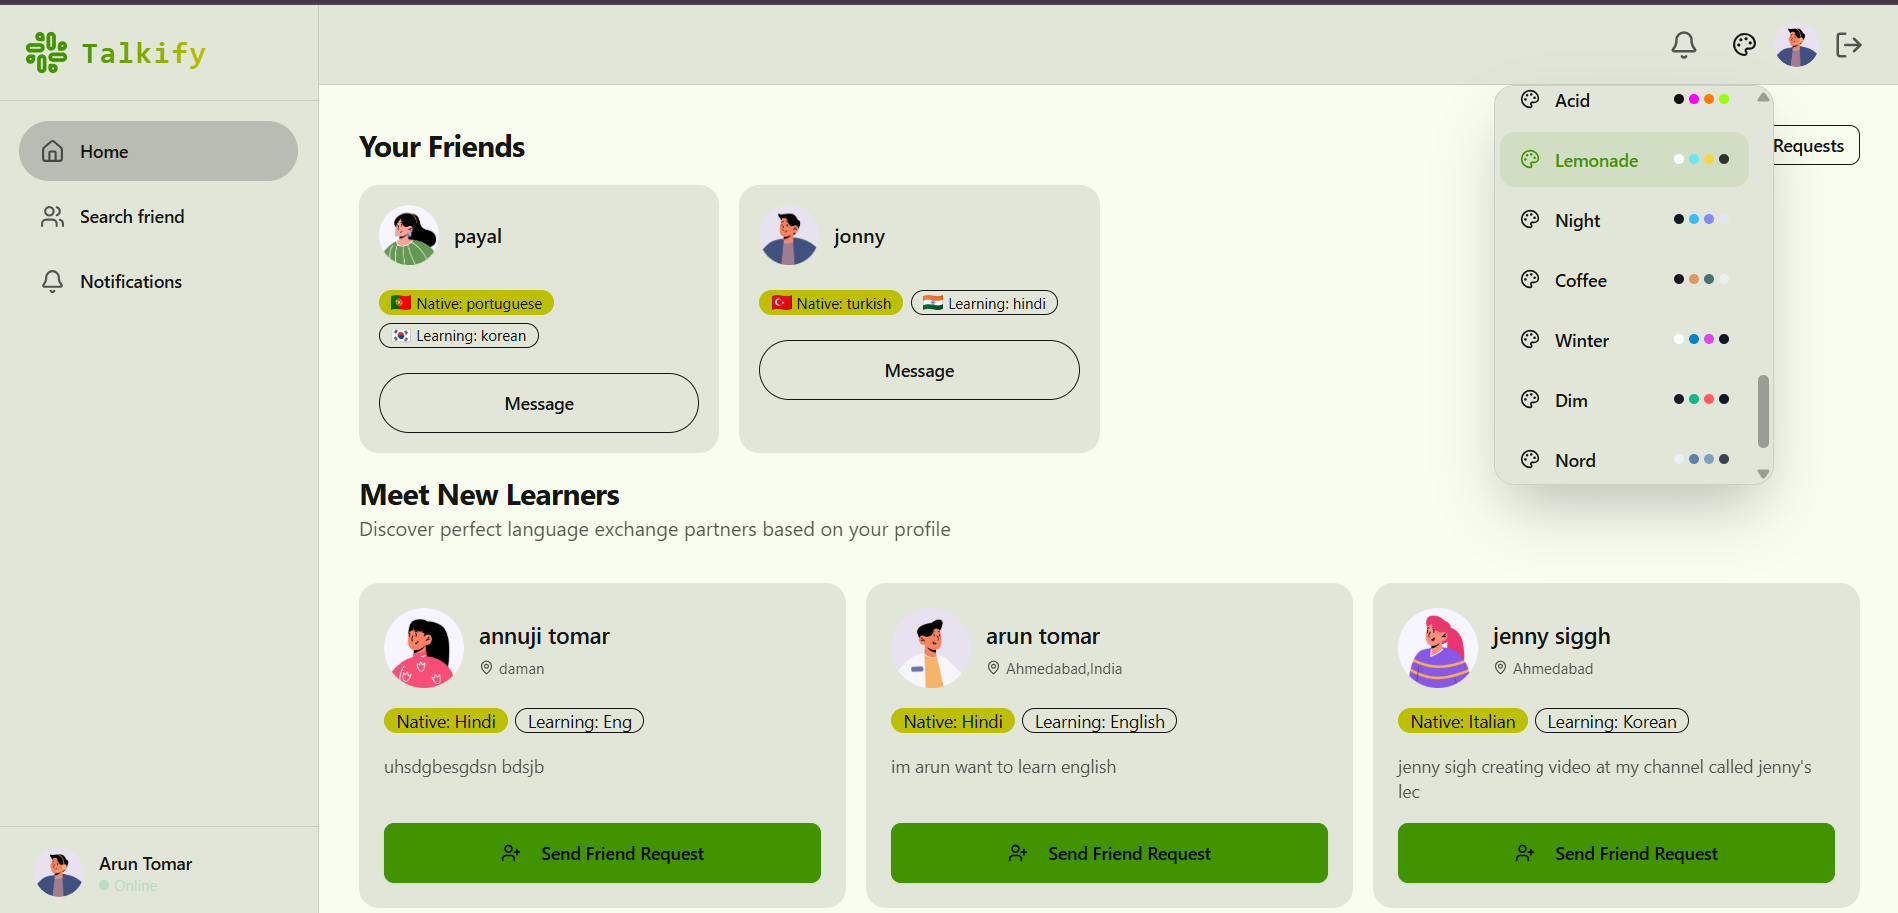 Talkify
Home
Search friend
Notifications
Arun Tomar
Online
Your Friends
Requests
payal
Native: portuguese
Learning: korean
Message
jonny
Native: turkish
Learning: hindi
Message
Acid
Lemonade
Night
Coffee
Winter
Dim
Nord
Meet New Learners
Discover perfect language exchange partners based on your profile
annuji tomar
daman
Native: Hindi
Learning: Eng
uhsdgbesgdsn bdsjb
Send Friend Request
arun tomar
Ahmedabad,India
Native: Hindi
Learning: English
im arun want to learn english
Send Friend Request
jenny siggh
Ahmedabad
Native: Italian
Learning: Korean
jenny sigh creating video at my channel called jenny's
lec
Send Friend Request